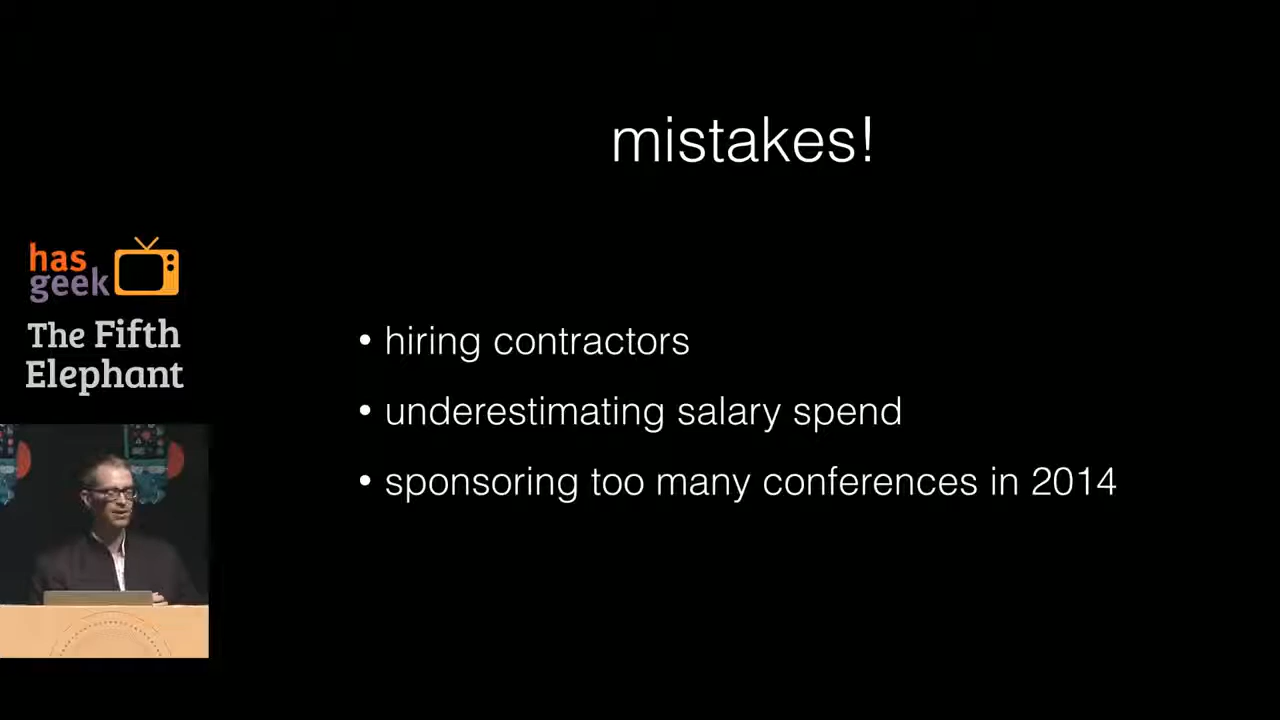 mistakes!
has
geek
The Fifth
Elephant
• hiring contractors
• underestimating salary spend
• sponsoring too many conferences in 2014